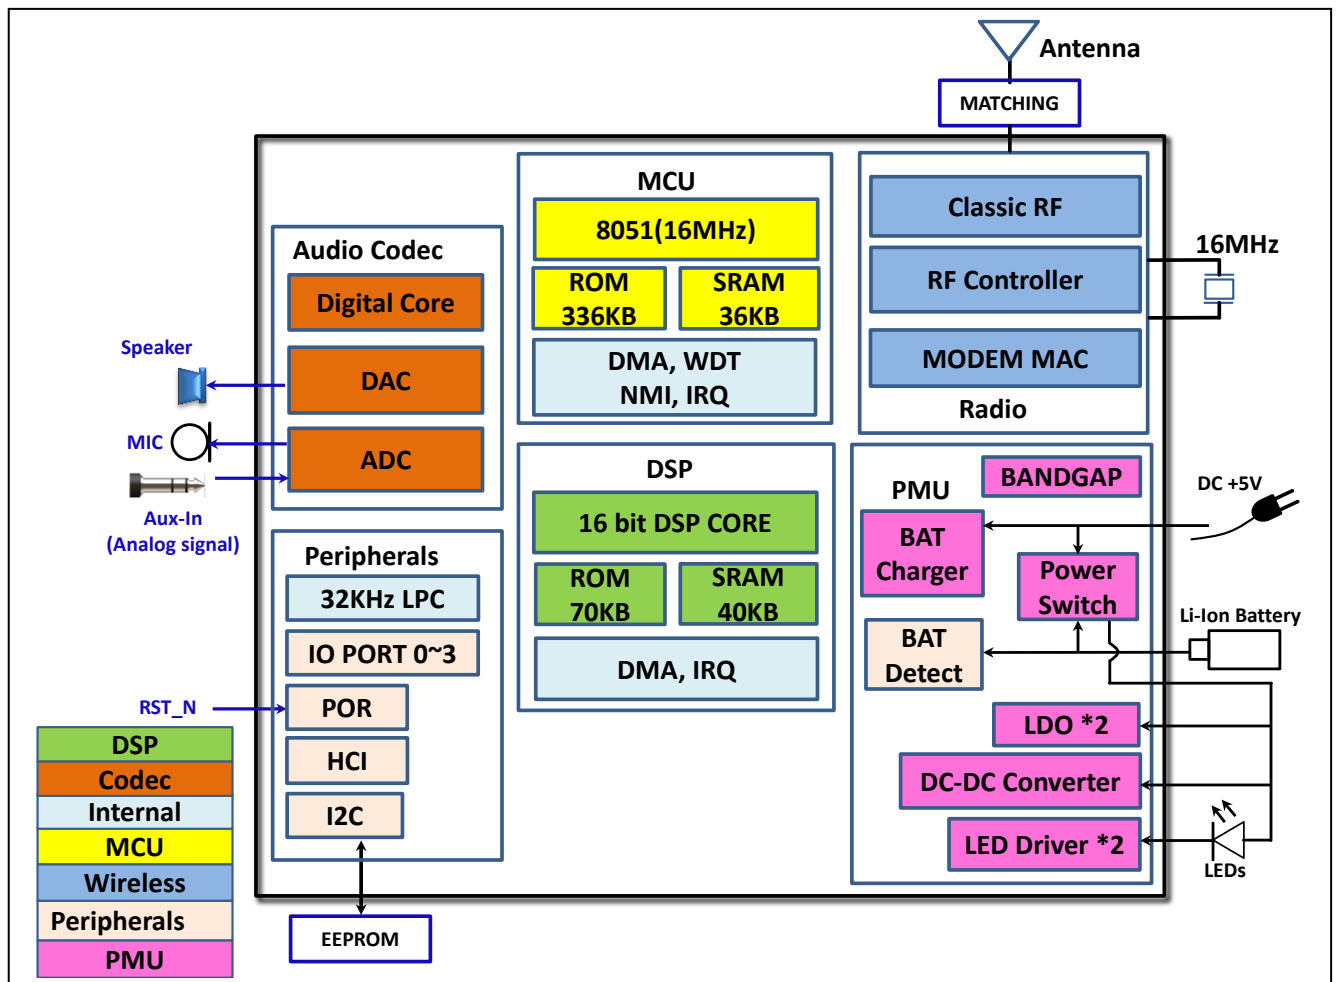 Antenna
MATCHING
MCU
8051(16MHz)
ROM
336KB
SRAM
36KB
DMA, WDT
NMI, IRQ
Classic RF
RF Controller
MODEM MAC
Radio
16MHz
Audio Codec
Digital Core
DAC
ADC
Speaker
MIC
Aux-In
(Analog signal)
DSP
16 bit DSP CORE
ROM
70KB
SRAM
40KB
DMA, IRQ
PMU
BANDGAP
BAT
Charger
Power
Switch
BAT
Detect
LDO *2
DC-DC Converter
LED Driver *2
DC +5V
Li-Ion Battery
LEDs
Peripherals
32KHz LPC
IO PORT 0~3
POR
HCI
I2C
RST_N
EEPROM
DSP
Codec
Internal
MCU
Wireless
Peripherals
PMU